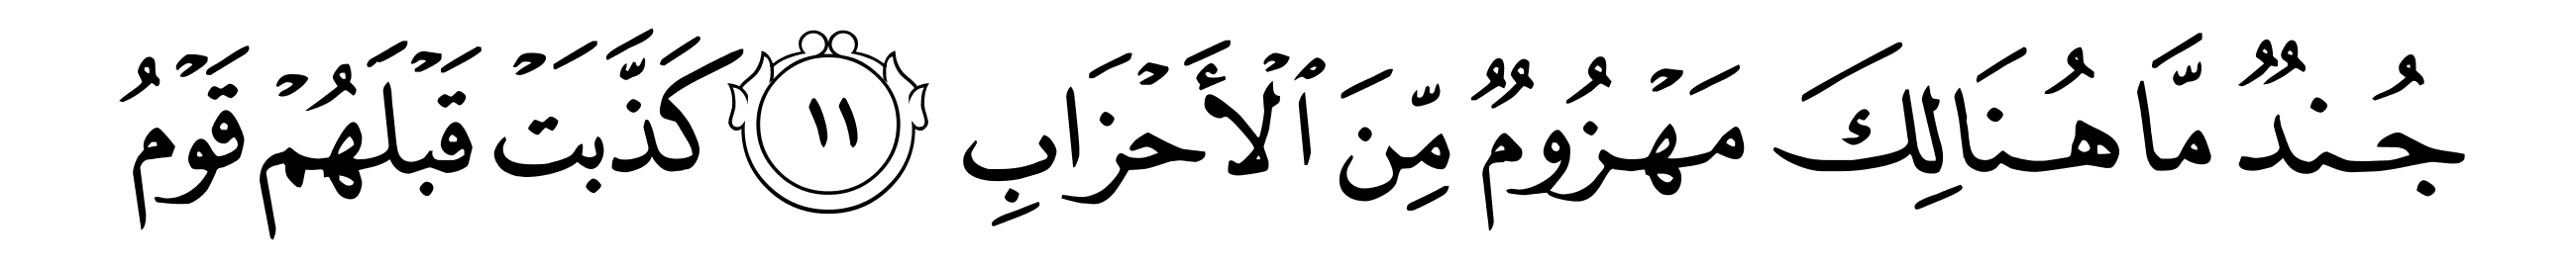 جُندٌ مَّا هُنَالِكَ مَهْزُومٌ مِّنَ ٱلْأَحْزَابِ ١١ كَذَّبَتْ قَبْلَهُمْ قَوْمُ